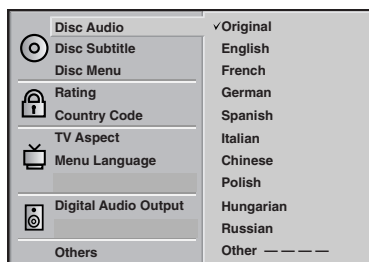 Disc Audio
Disc Subtitle
Disc Menu
Rating
Country Code
TV Aspect
Menu Language
Digital Audio Output
Others
✓Original
English
French
German
Spanish
Italian
Chinese
Polish
Hungarian
Russian
Other — — — —